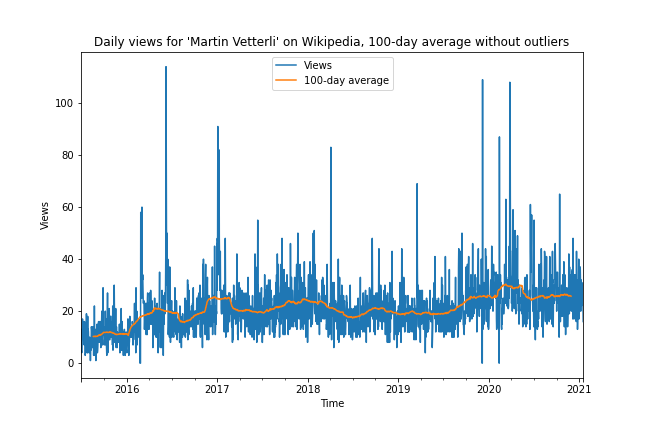 Daily views for 'Martin Vetterli' on Wikipedia, 100-day average without outliers
Views
100-day average
100
80
60
40
20
0
Views
2016
2017
2018
2019
2020
2021
Time